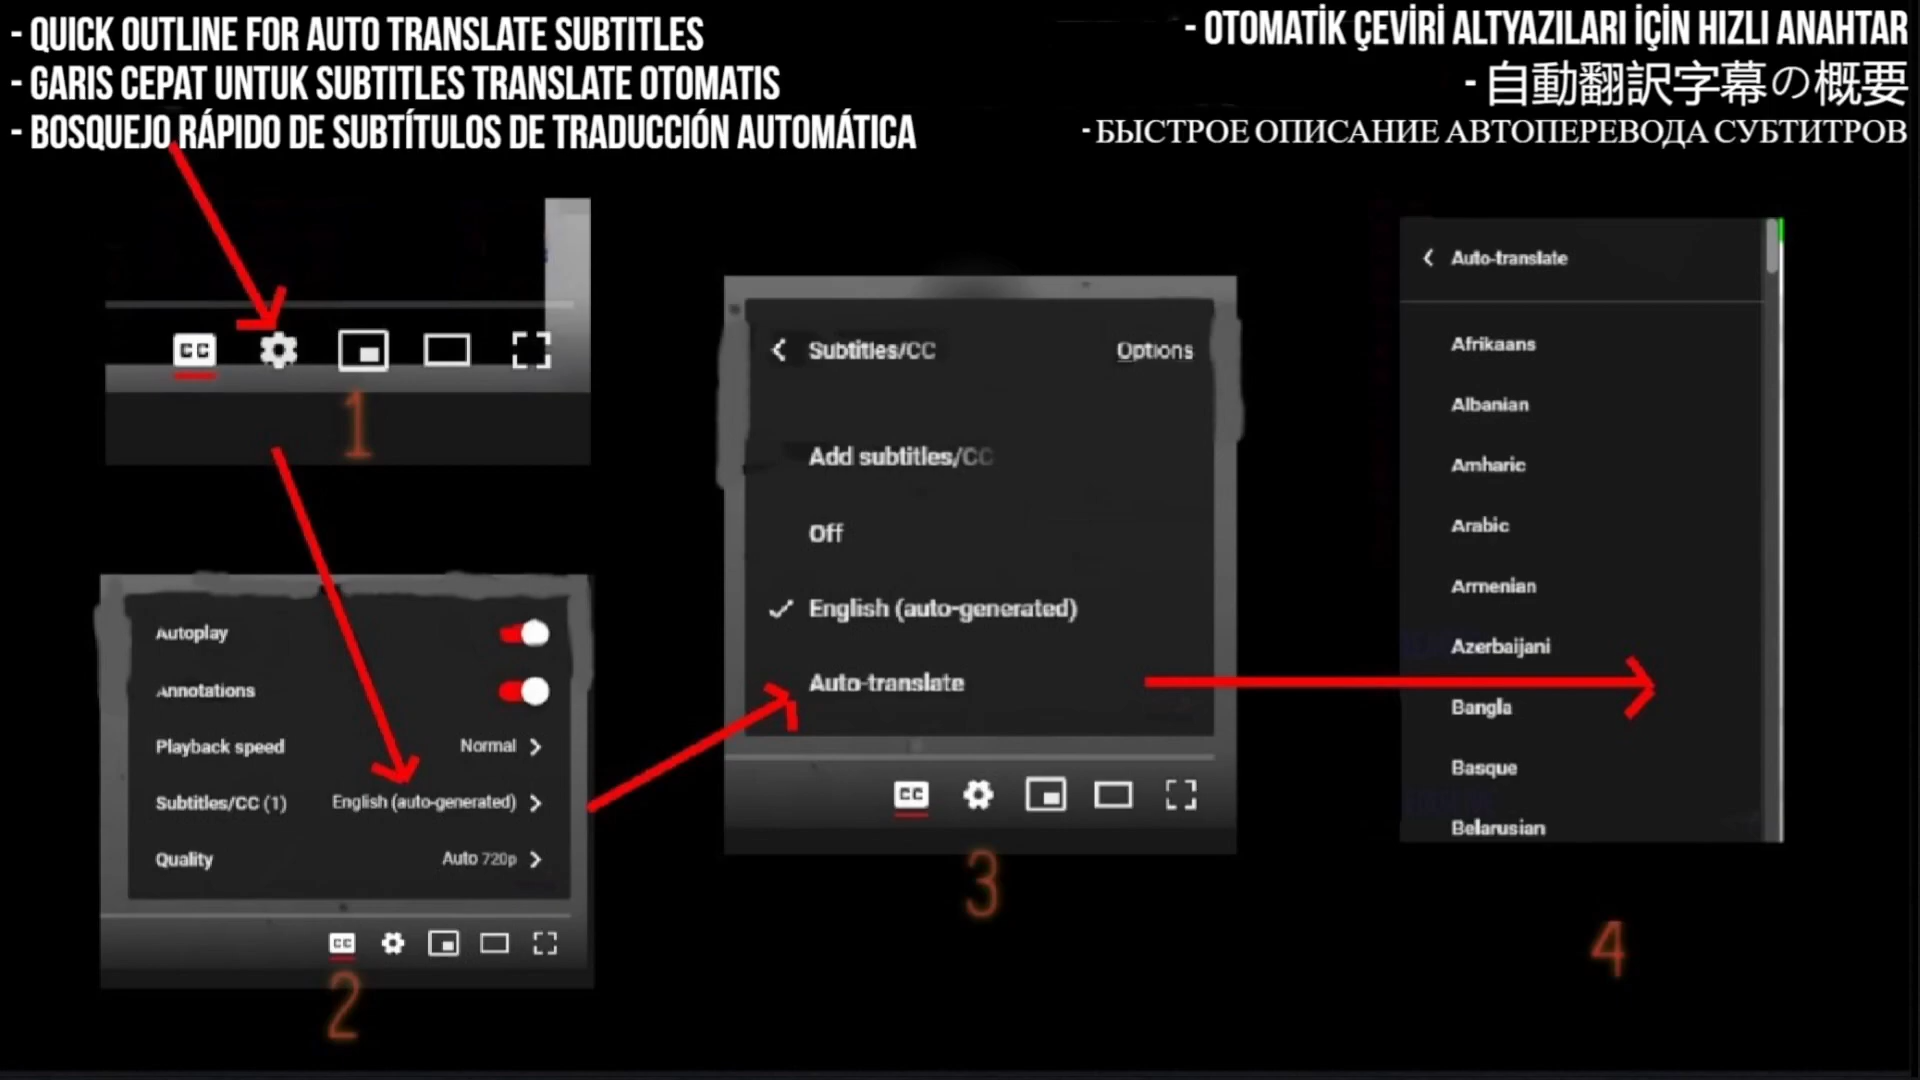 - QUICK OUTLINE FOR AUTO TRANSLATE SUBTITLES
- GARIS CEPAT UNTUK SUBTITLES TRANSLATE OTOMATIS
- BOSQUEJO RÁPIDO DE SUBTÍTULOS DE TRADUCCIÓN AUTOMÁTICA
- OTOMATİK ÇEVİRİ ALTYAZILARI İÇİN HIZLI ANAHTAR
- 自動翻訳字幕の概要
- БЫСТРОЕ ОПИСАНИЕ АВТОПЕРЕВОДА СУБТИТРОВ
CC
1
Autoplay
Annotations
Playback speed Normal
Subtitles/CC (1) English (auto-generated)
Quality Auto 720p
CC
2
Subtitles/CC Options
Add subtitles/CC
Off
English (auto-generated)
Auto-translate
CC
3
Auto-translate
Afrikaans
Albanian
Amharic
Arabic
Armenian
Azerbaijani
Bangla
Basque
Belarusian
4